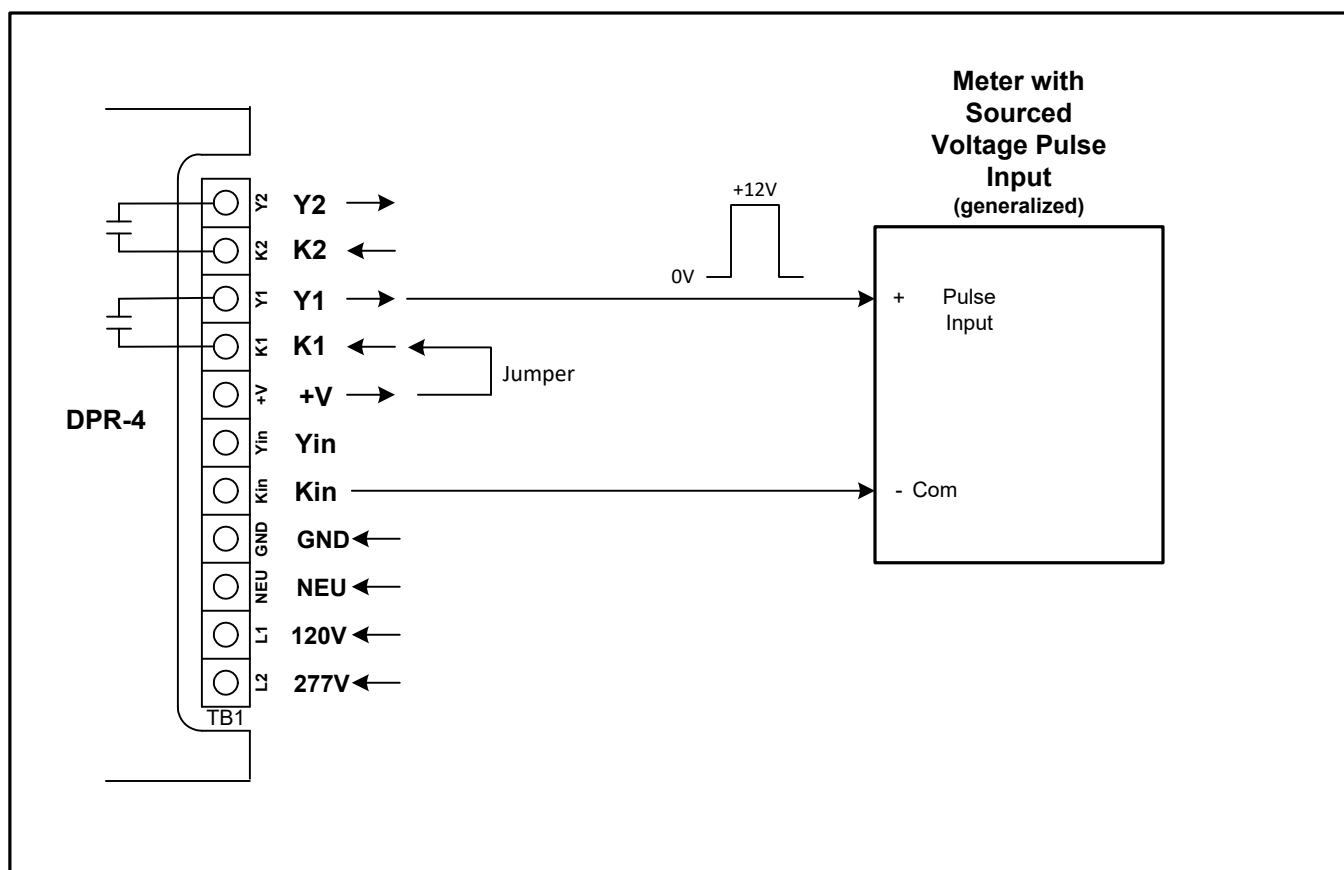 Meter with
Sourced
Voltage Pulse
Input
(generalized)
+12V
0V
Y2 Y2
K2 K2
Y1 Y1
+ Pulse
Input
K1 K1
Jumper
+V +V
DPR-4
Yin Yin
Kin Kin
- Com
GND GND
NEU NEU
L1 120V
L2 277V
TB1